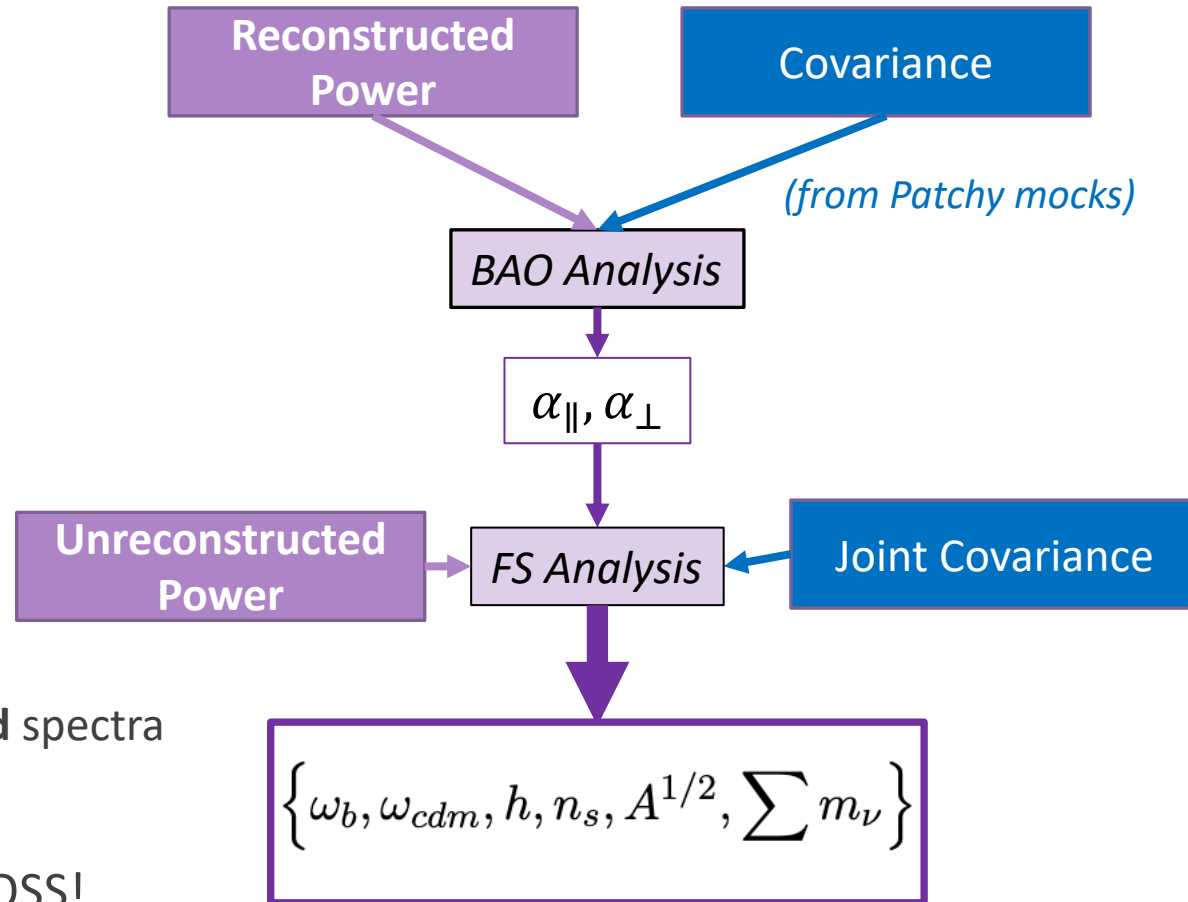 Reconstructed
Power
Covariance
(from Patchy mocks)
BAO Analysis
α∥, α⊥
Unreconstructed
Power
FS Analysis
Joint Covariance
spectra
{ω_b, ω_cdm, h, n_s, A^{1/2}, ∑ m_ν}